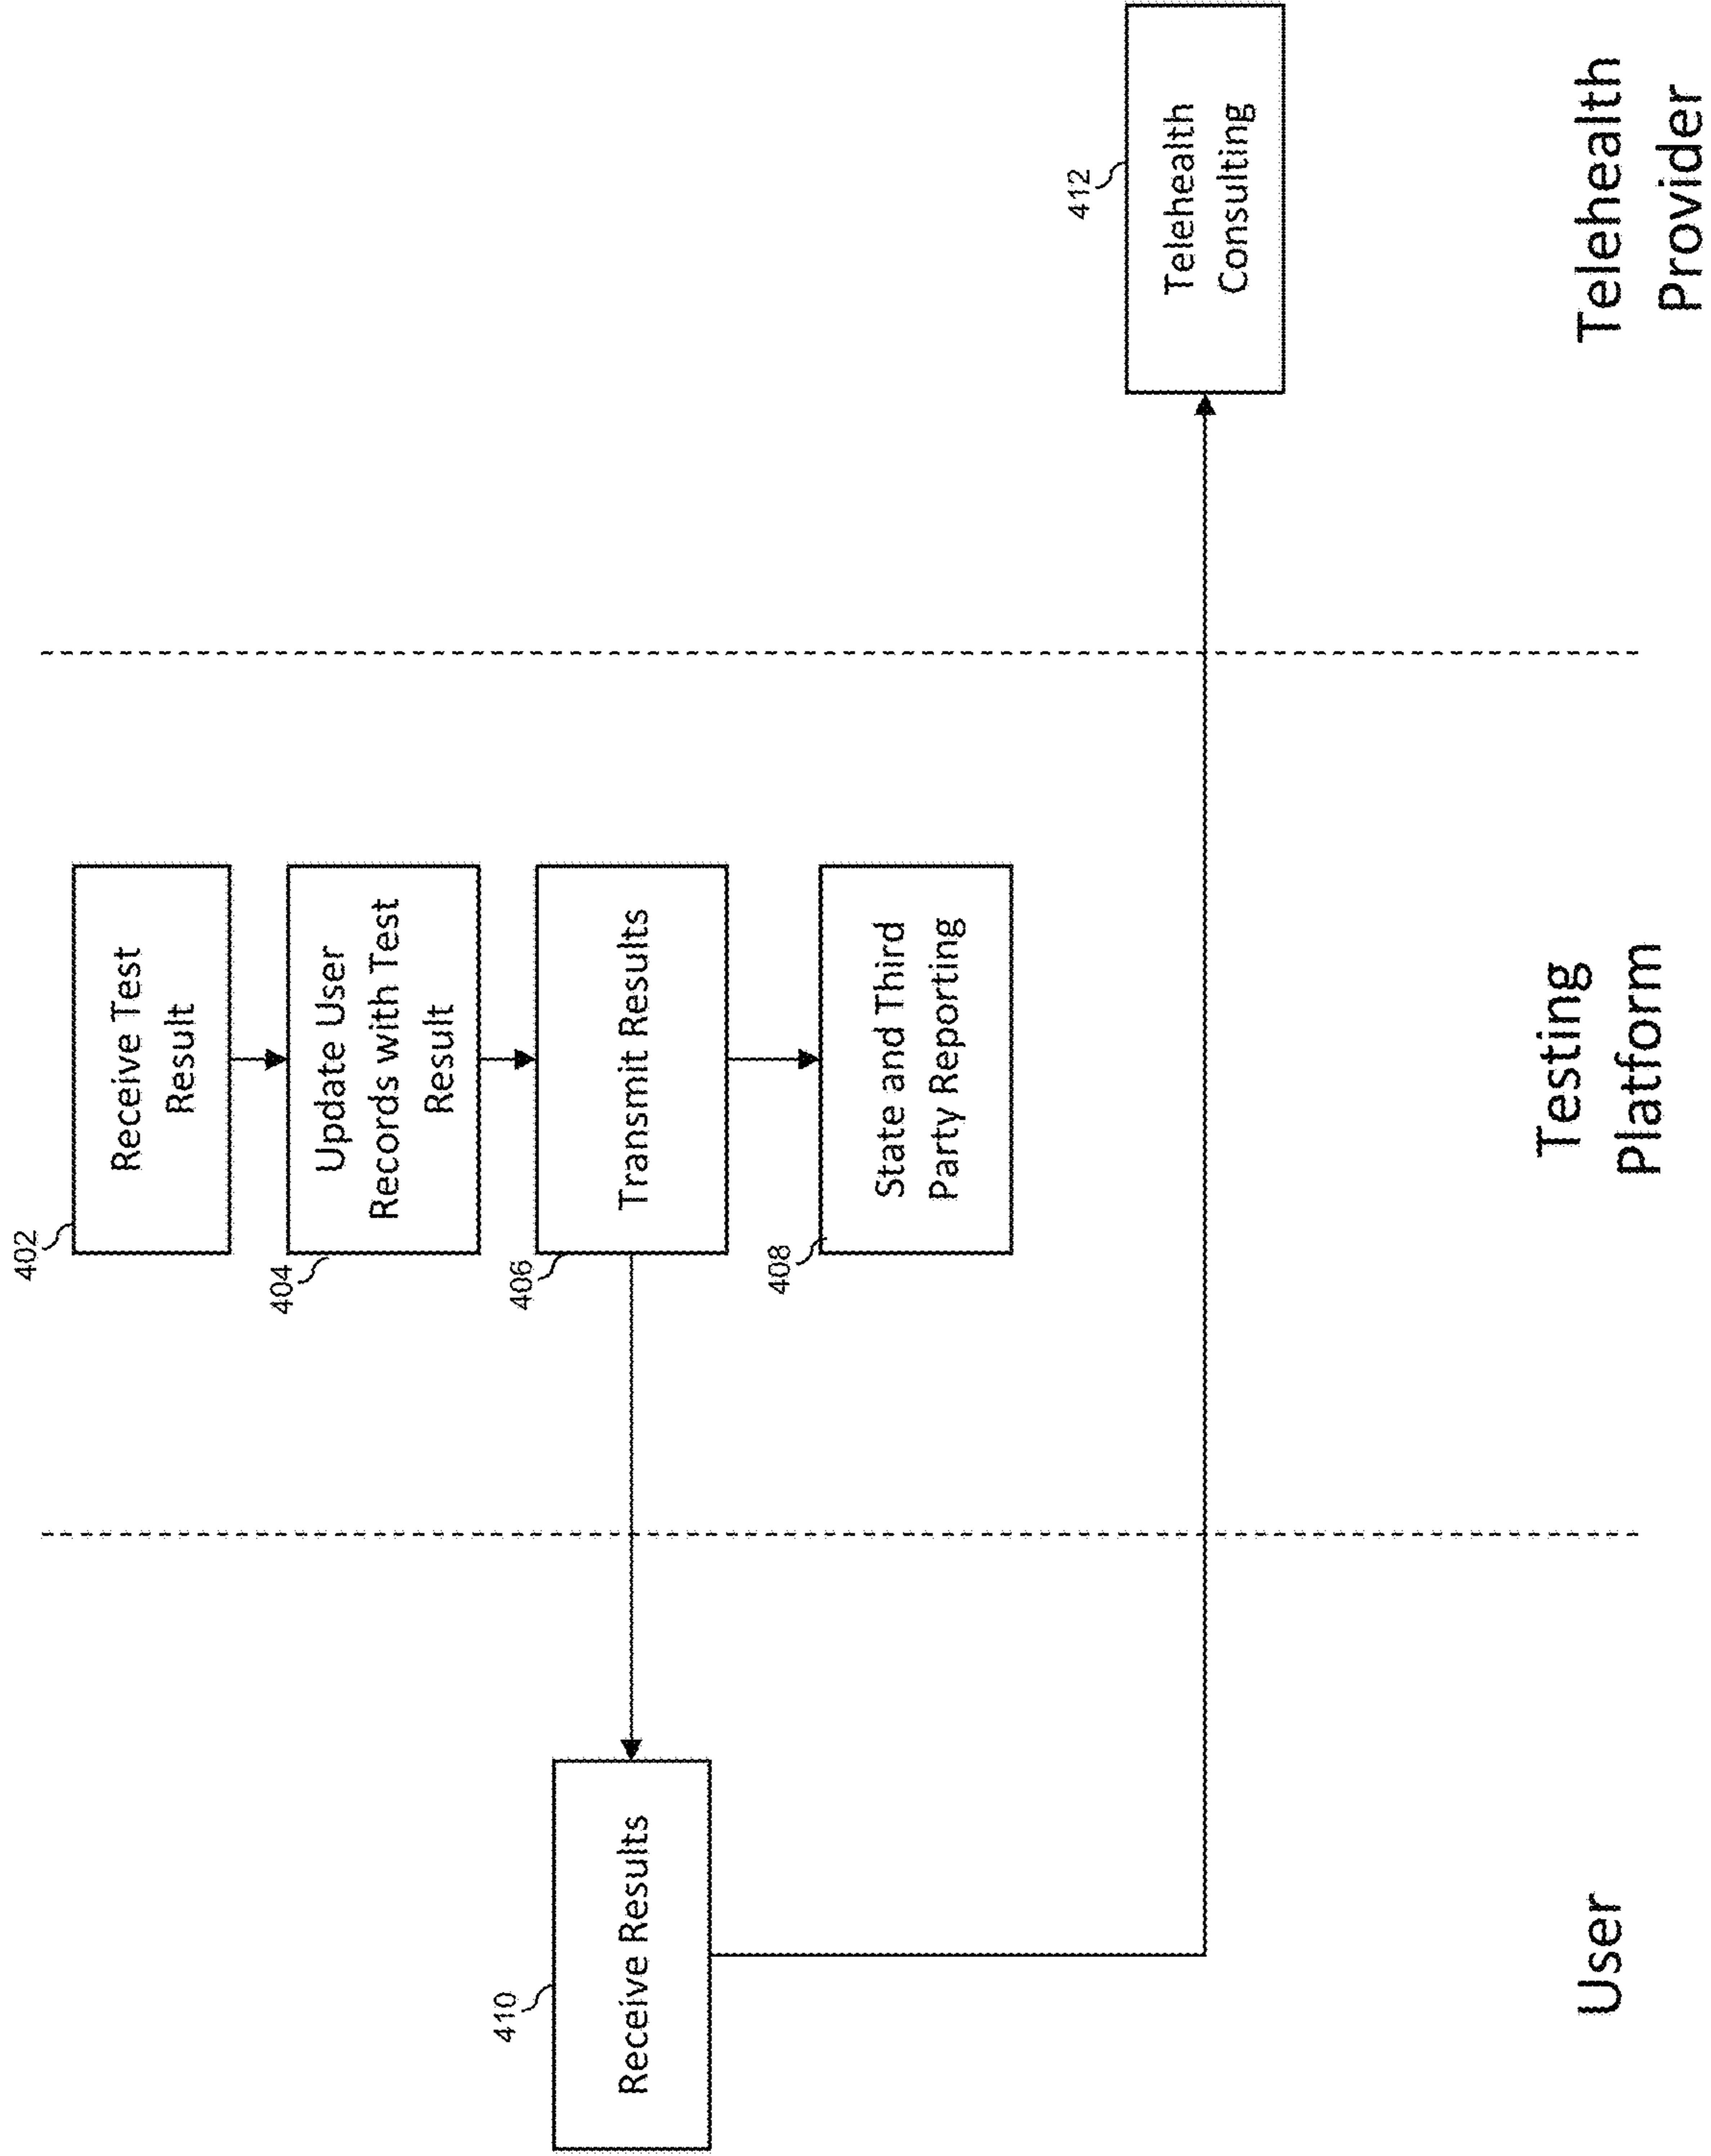 402
Receive Test
Result
404
Update User
Records with Test
Result
406
Transmit Results
408
State and Third
Party Reporting
410
Receive Results
412
Telehealth
Consulting
User
Testing
Platform
Telehealth
Provider